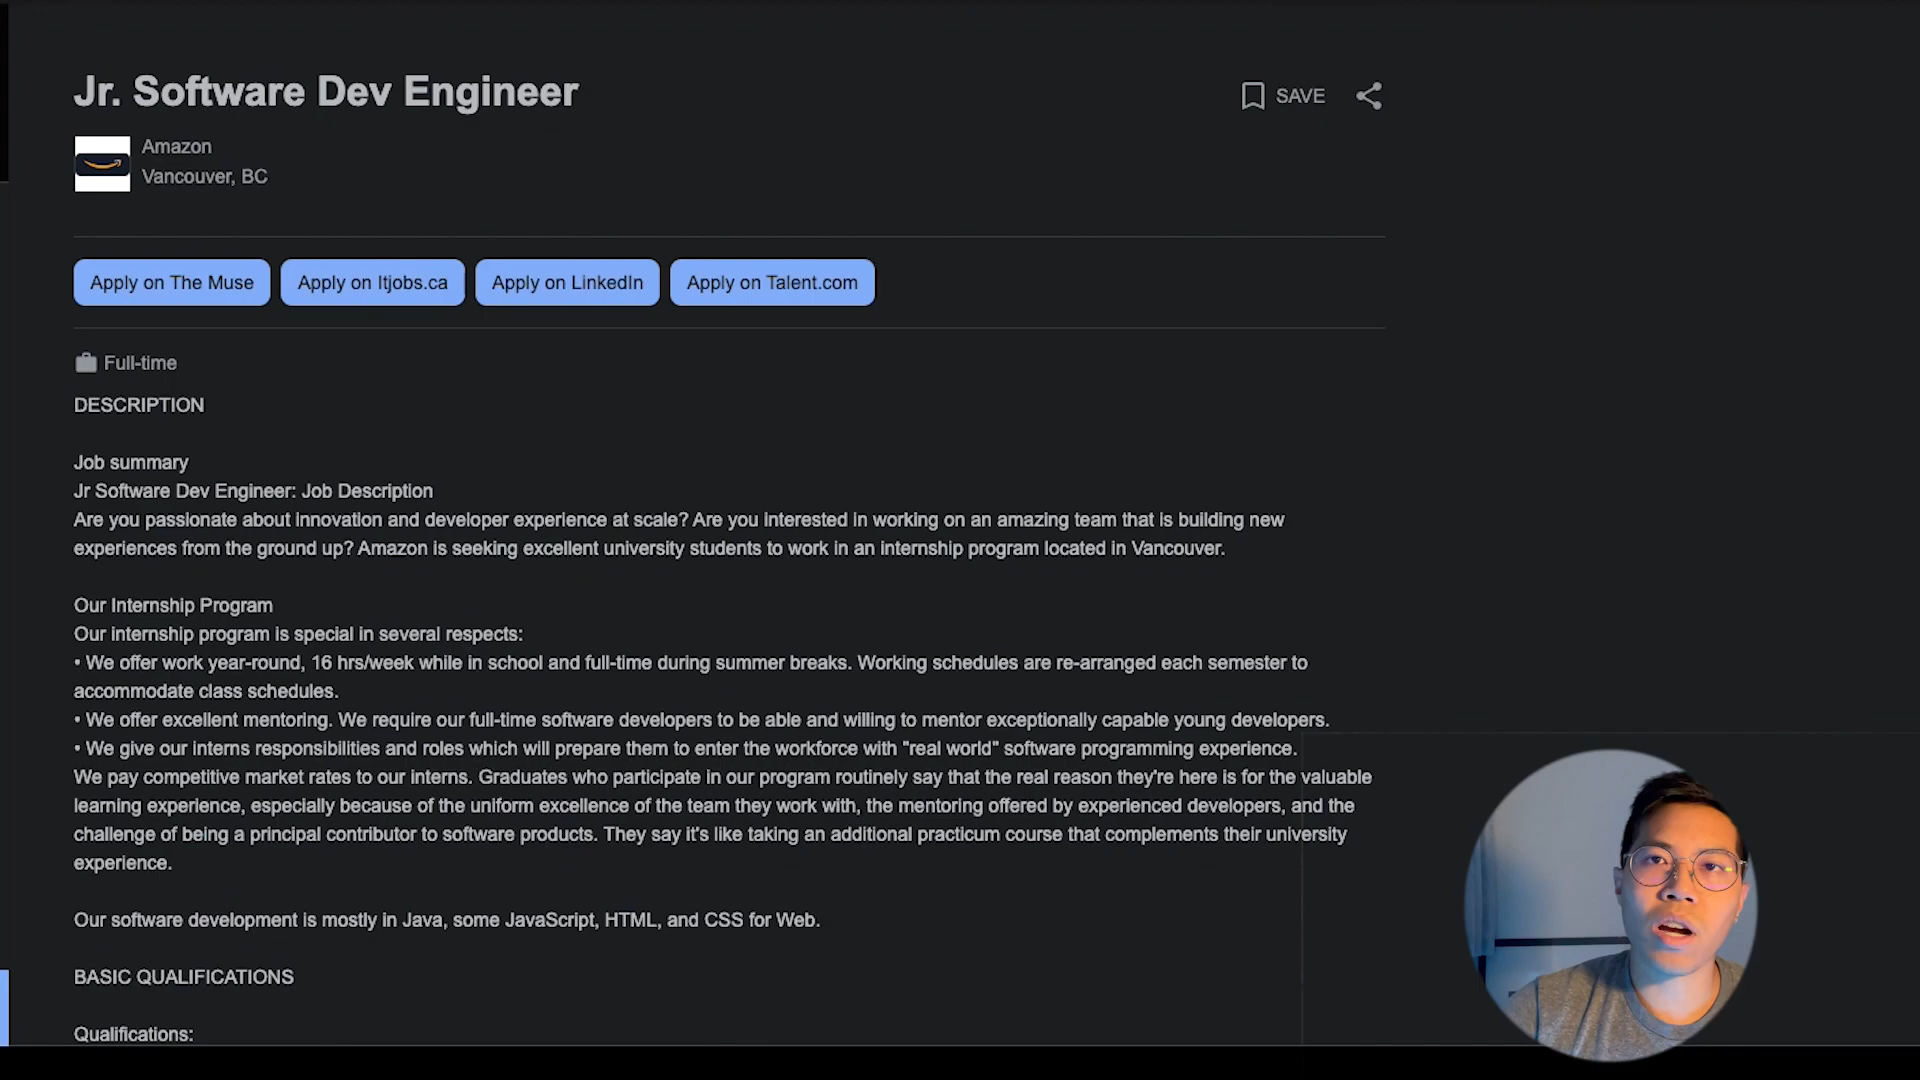 Jr. Software Dev Engineer
SAVE
Amazon
Vancouver, BC
Apply on The Muse
Apply on Itjobs.ca
Apply on LinkedIn
Apply on Talent.com
Full-time
DESCRIPTION
Job summary
Jr Software Dev Engineer: Job Description
Are you passionate about innovation and developer experience at scale? Are you interested in working on an amazing team that is building new
experiences from the ground up? Amazon is seeking excellent university students to work in an internship program located in Vancouver.
Our Internship Program
Our internship program is special in several respects:
• We offer work year-round, 16 hrs/week while in school and full-time during summer breaks. Working schedules are re-arranged each semester to
accommodate class schedules.
• We offer excellent mentoring. We require our full-time software developers to be able and willing to mentor exceptionally capable young developers.
• We give our interns responsibilities and roles which will prepare them to enter the workforce with "real world" software programming experience.
We pay competitive market rates to our interns. Graduates who participate in our program routinely say that the real reason they're here is for the valuable
learning experience, especially because of the uniform excellence of the team they work with, the mentoring offered by experienced developers, and the
challenge of being a principal contributor to software products. They say it's like taking an additional practicum course that complements their university
experience.
Our software development is mostly in Java, some JavaScript, HTML, and CSS for Web.
BASIC QUALIFICATIONS
Qualifications: